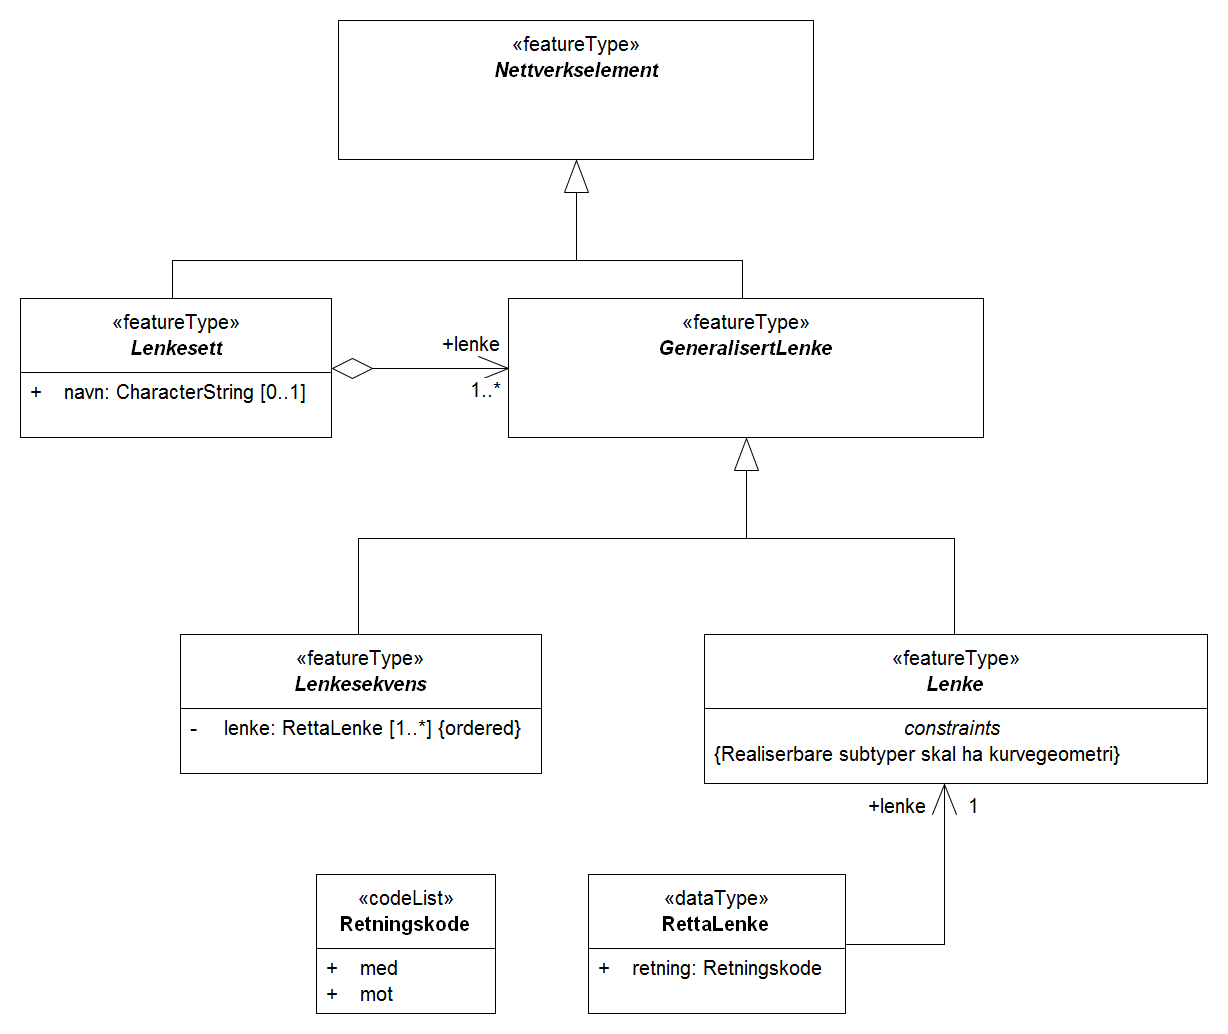 «featureType»
Nettverkselement
«featureType»
Lenkesett
+ navn: CharacterString [0..1]
+lenke
1..*
«featureType»
GeneralisertLenke
«featureType»
Lenkesekvens
- lenke: RettaLenke [1..*] {ordered}
«featureType»
Lenke
constraints
{Realiserbare subtyper skal ha kurvegeometri}
+lenke
1
«codeList»
Retningskode
+ med
+ mot
«dataType»
RettaLenke
+ retning: Retningskode